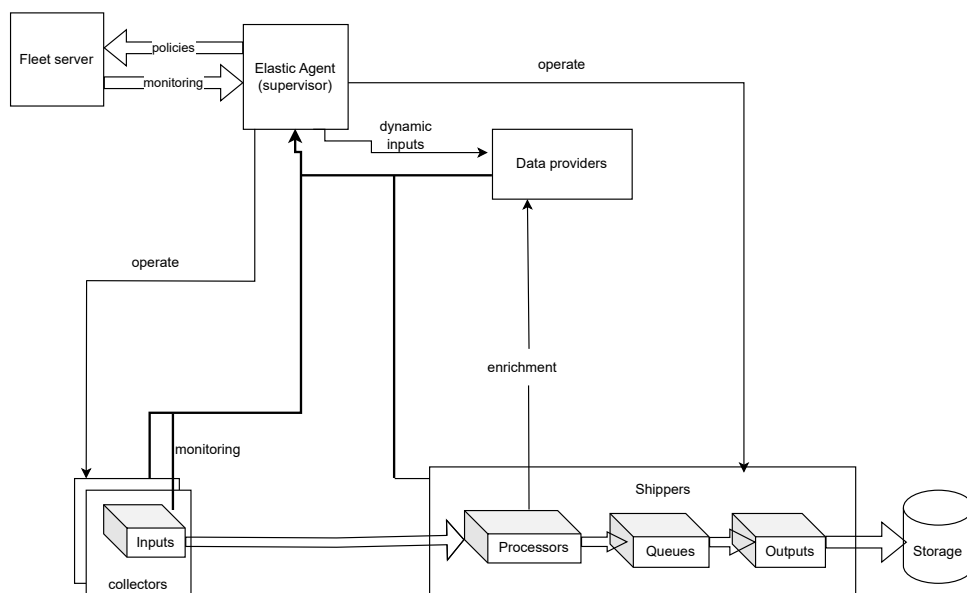 Fleet server
policies
monitoring
Elastic Agent
(supervisor)
operate
dynamic
inputs
Data providers
operate
enrichment
monitoring
Shippers
Inputs
Processors
Queues
Outputs
Storage
collectors